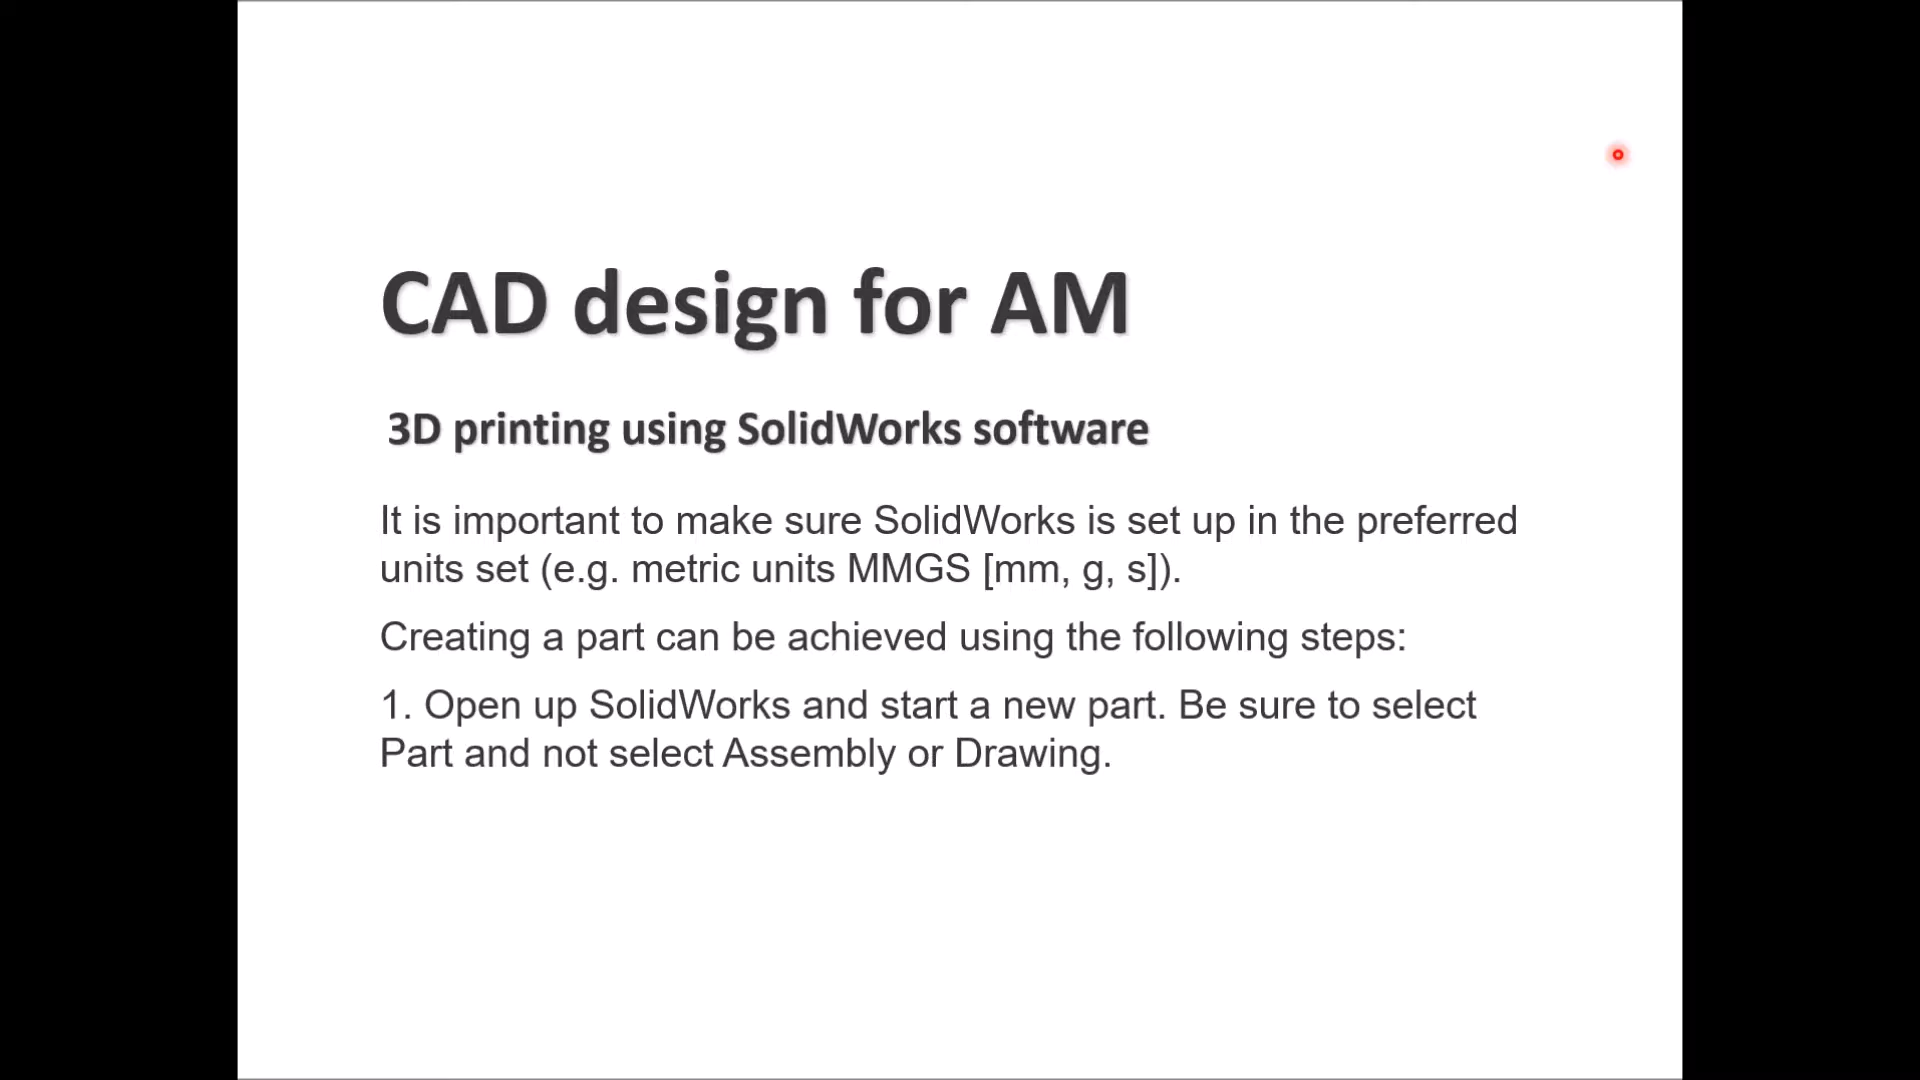 CAD design for AM
3D printing using SolidWorks software
It is important to make sure SolidWorks is set up in the preferred
units set (e.g. metric units MMGS [mm, g, s]).
Creating a part can be achieved using the following steps:
1. Open up SolidWorks and start a new part. Be sure to select
Part and not select Assembly or Drawing.